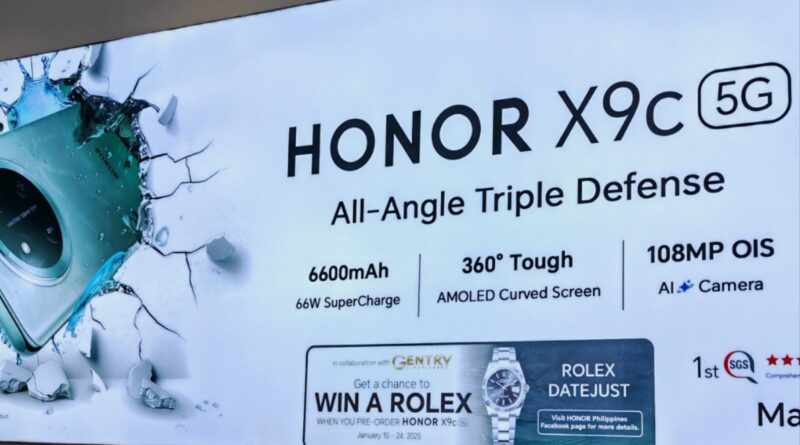 HONOR X9c 5G
All-Angle Triple Defense
6600mAh
66W SuperCharge
360° Tough
AMOLED Curved Screen
108MP OIS
AI Camera
In collaboration with GENTRY
Get a chance to
WIN A ROLEX
WHEN YOU PRE-ORDER HONOR X9c 5G
January 10 - 24, 2025
ROLEX
DATEJUST
Visit HONOR Philippines
Facebook page for more details.
1st SGS
Ma